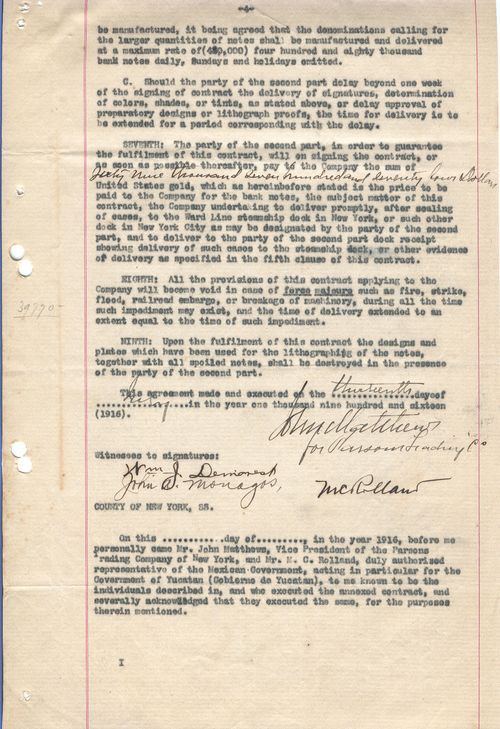 -4-
be manufactured, it being agreed that the denominations calling for
the larger quantities of notes shall be manufactured and delivered
at a maximum rate of(480,000) four hundred and eighty thousand
bank notes daily, Sundays and holidays omitted.
C. Should the party of the second part delay beyond one week
of the signing of contract the delivery of signatures, determination
of colors, shades, or tints, as stated above, or delay approval of
preparatory designs or lithograph proofs, the time for delivery is to
be extended for a period corresponding with the delay.
SEVENTH: The party of the second part, in order to guarantee
the fulfilment of this contract, will on signing the contract, or
as soon as possible thereafter, pay to the Company the sum of
nine thousand seven hundred and seventy four Dollars
United States gold, which as hereinbefore stated is the price to be
paid to the Company for the bank notes, the subject matter of this
contract, the Company undertaking to deliver promptly, after sealing
of cases, to the Ward Line steamship dock in New York, or such other
dock in New York City as may be designated by the party of the second
part, and to deliver to the party of the second part dock receipt
showing delivery of such cases to the steamship dock, or other evidence
of delivery as specified in the fifth clause of this contract.
EIGHTH: All the provisions of this contract applying to the
Company will become void in case of force majeure such as fire, strike,
flood, railroad embargo, or breakage of machinery, during all the time
such impediment may exist, and the time of delivery extended to an
extent equal to the time of such impediment.
39770-
NINTH: Upon the fulfilment of this contract the designs and
plates which have been used for the lithographing of the notes,
together with all spoiled notes, shall be destroyed in the presence
of the party of the second part.
This agreement made and executed on the thirteenth dayof
..............in the year one thousand nine hundred and sixteen
(1916).
John Matthews
for Parsons Trading Co
Witnesses to signatures:
Wm J. Demorest
John D. Monagas,
M C Rolland
COUNTY OF NEW YORK, SS.
On this ............day of........., in the year 1916, before me
personally came Mr. John Matthews, Vice President of the Parsons
Trading Company of New York, and Mr. M. C. Rolland, duly authorized
representative of the Mexican Government, acting in particular for the
Government of Yucatan (Gobierno de Yucatan), to me known to be the
individuals described in, and who executed the annexed contract, and
severally acknowledged that they executed the same, for the purposes
therein mentioned.
I